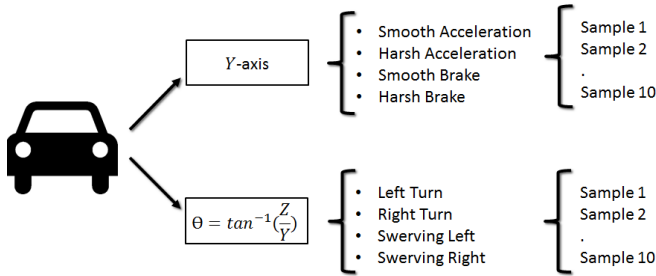 Y-axis
• Smooth Acceleration
• Harsh Acceleration
• Smooth Brake
• Harsh Brake
Sample 1
Sample 2
.
Sample 10
Θ = tan⁻¹(Z/Y)
• Left Turn
• Right Turn
• Swerving Left
• Swerving Right
Sample 1
Sample 2
.
Sample 10